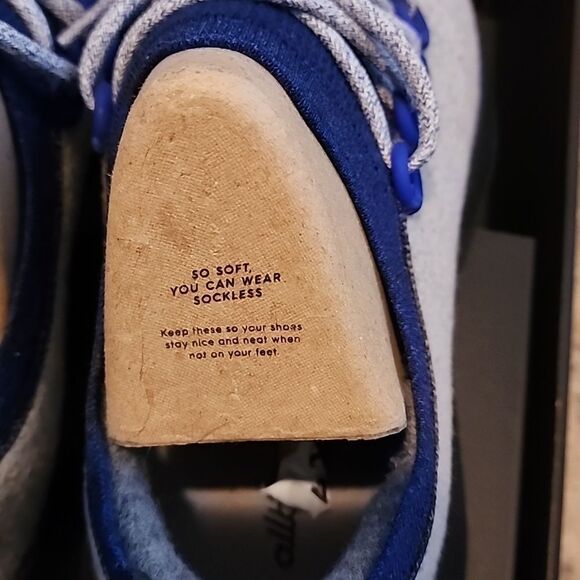 SO SOFT,
YOU CAN WEAR
SOCKLESS
Keep these so your shoes
stay nice and neat when
not on your feet.